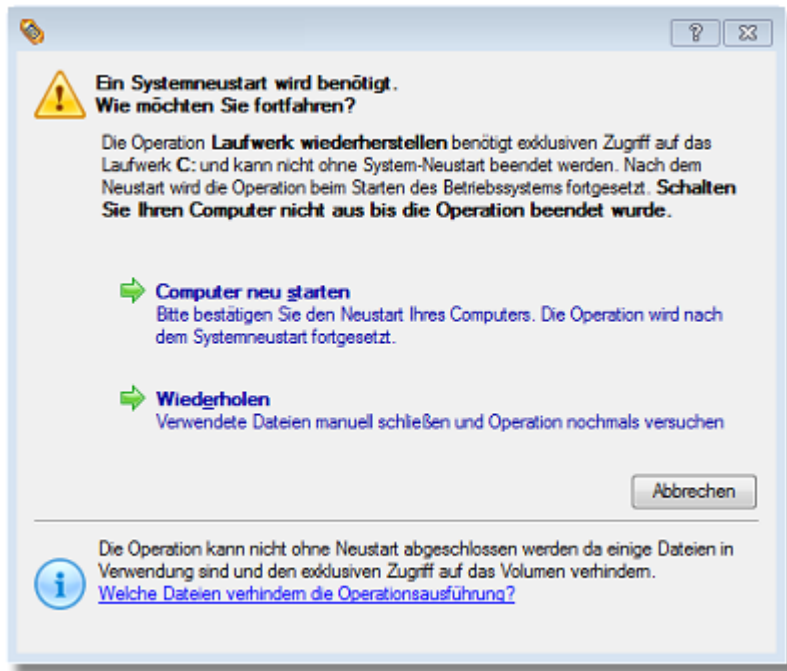 Ein Systemneustart wird benötigt.
Wie möchten Sie fortfahren?
Die Operation Laufwerk wiederherstellen benötigt exklusiven Zugriff auf das
Laufwerk C: und kann nicht ohne System-Neustart beendet werden. Nach dem
Neustart wird die Operation beim Starten des Betriebssystems fortgesetzt. Schalten
Sie Ihren Computer nicht aus bis die Operation beendet wurde.
Computer neu starten
Bitte bestätigen Sie den Neustart Ihres Computers. Die Operation wird nach
dem Systemneustart fortgesetzt.
Wiederholen
Verwendete Dateien manuell schließen und Operation nochmals versuchen
Abbrechen
Die Operation kann nicht ohne Neustart abgeschlossen werden da einige Dateien in
Verwendung sind und den exklusiven Zugriff auf das Volumen verhindern.
Welche Dateien verhindern die Operationsausführung?